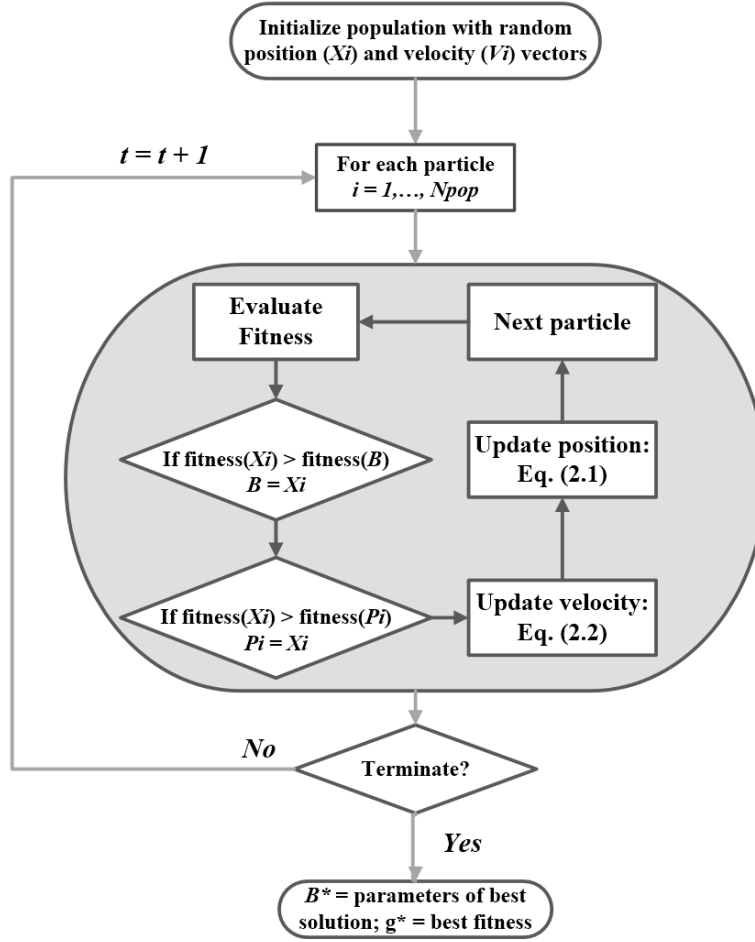 Initialize population with random
position (Xi) and velocity (Vi) vectors
t = t + 1
For each particle
i = 1,…, Npop
Evaluate
Fitness
Next particle
If fitness(Xi) > fitness(B)
B = Xi
Update position:
Eq. (2.1)
If fitness(Xi) > fitness(Pi)
Pi = Xi
Update velocity:
Eq. (2.2)
No
Terminate?
Yes
B* = parameters of best
solution; g* = best fitness